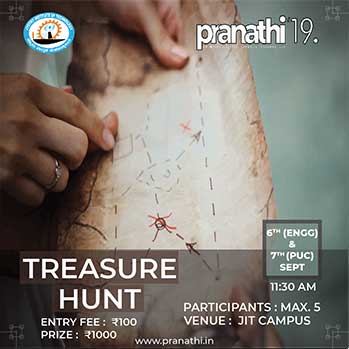 pranathi'19.
6TH (ENGG)
&
7TH (PUC)
SEPT
11:30 AM
TREASURE
HUNT
ENTRY FEE : ₹100
PRIZE : ₹1000
PARTICIPANTS : MAX. 5
VENUE : JIT CAMPUS
www.pranathi.in